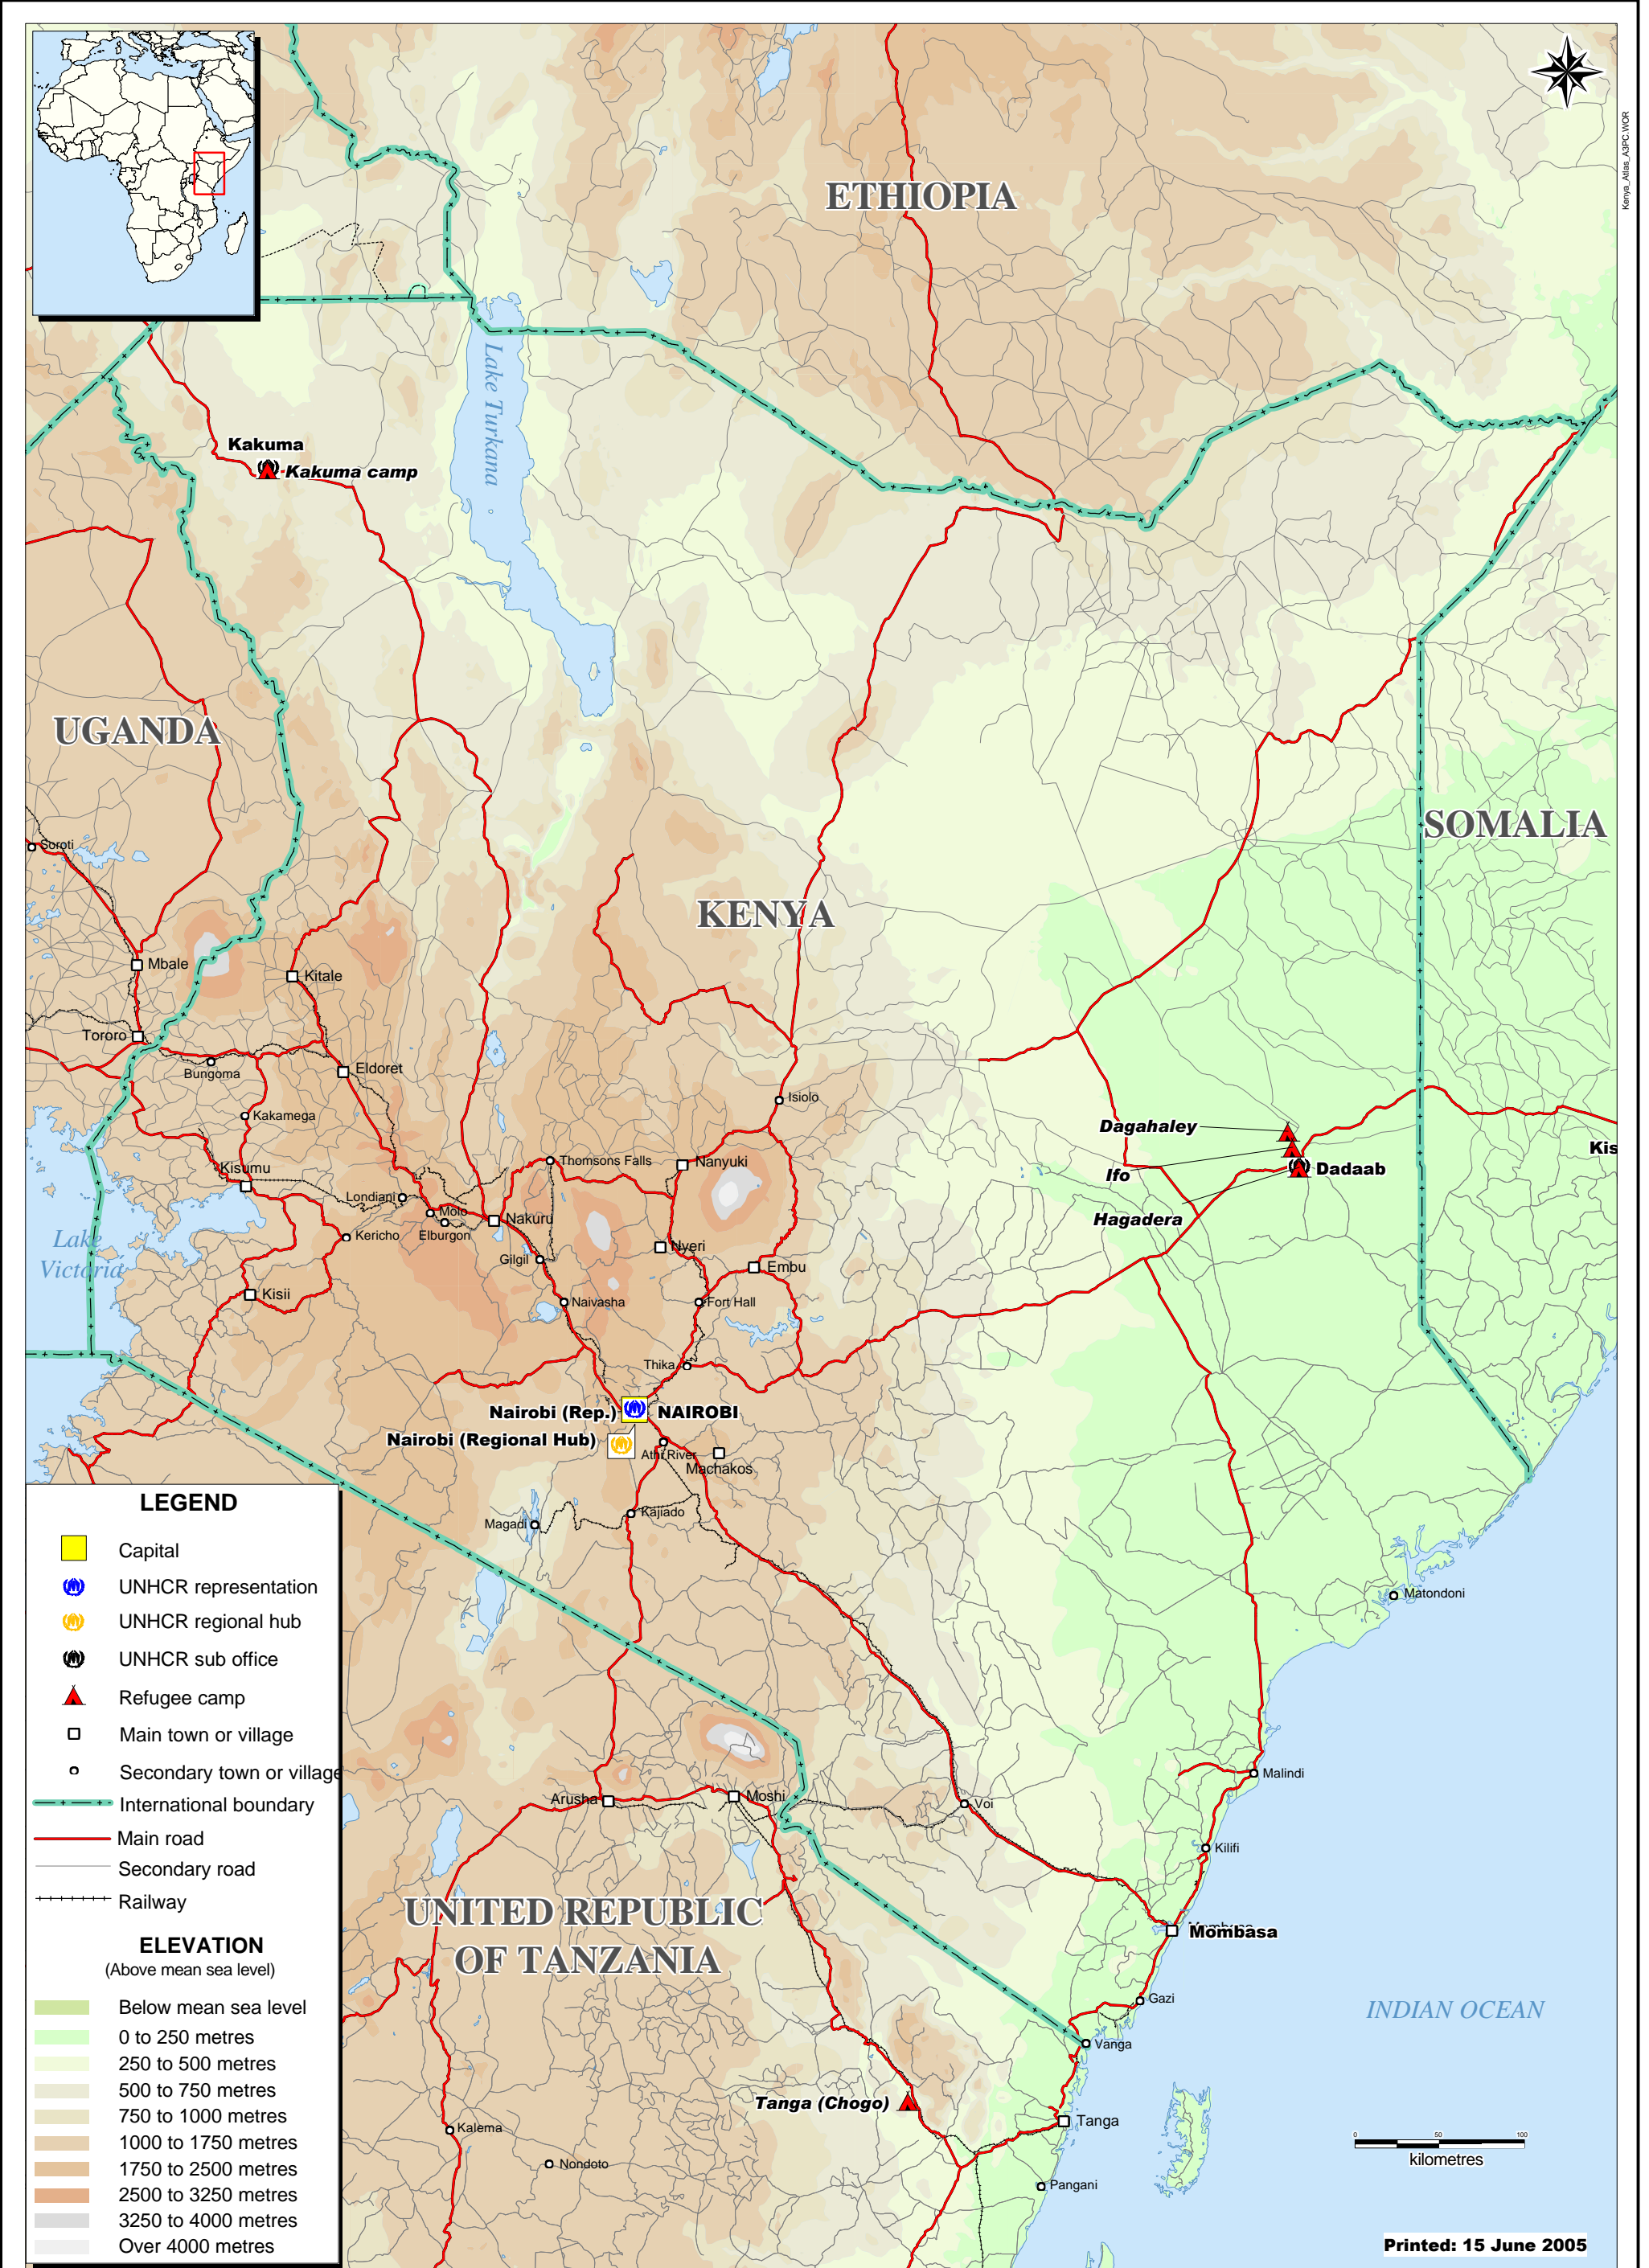 Kenya_Atlas_A3PC.WOR
ETHIOPIA
Lake Turkana
Kakuma
Kakuma camp
UGANDA
SOMALIA
Soroti
KENYA
Mbale
Kitale
Tororo
Bungoma
Eldoret
Kakamega
Isiolo
Dagahaley
Kisumu
Thomsons Falls
Nanyuki
Ifo
Dadaab
Kis
Londiani
Molo
Nakuru
Hagadera
Elburgon
Kericho
Lake
Victoria
Gilgil
Nyeri
Embu
Kisii
Naivasha
Fort Hall
Thika
Nairobi (Rep.)
NAIROBI
Nairobi (Regional Hub)
Athi River
Machakos
Magadi
Kajiado
Matondoni
Malindi
Arusha
Moshi
Voi
Kilifi
UNITED REPUBLIC
OF TANZANIA
Mombasa
Gazi
INDIAN OCEAN
Vanga
Tanga (Chogo)
Tanga
Kalema
Nondoto
Pangani
LEGEND
Capital
UNHCR representation
UNHCR regional hub
UNHCR sub office
Refugee camp
Main town or village
Secondary town or village
International boundary
Main road
Secondary road
Railway
ELEVATION
(Above mean sea level)
Below mean sea level
0 to 250 metres
250 to 500 metres
500 to 750 metres
750 to 1000 metres
1000 to 1750 metres
1750 to 2500 metres
2500 to 3250 metres
3250 to 4000 metres
Over 4000 metres
0 50 100
kilometres
Printed: 15 June 2005